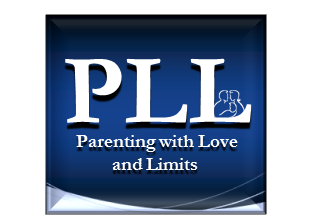 PLL
Parenting with Love
and Limits